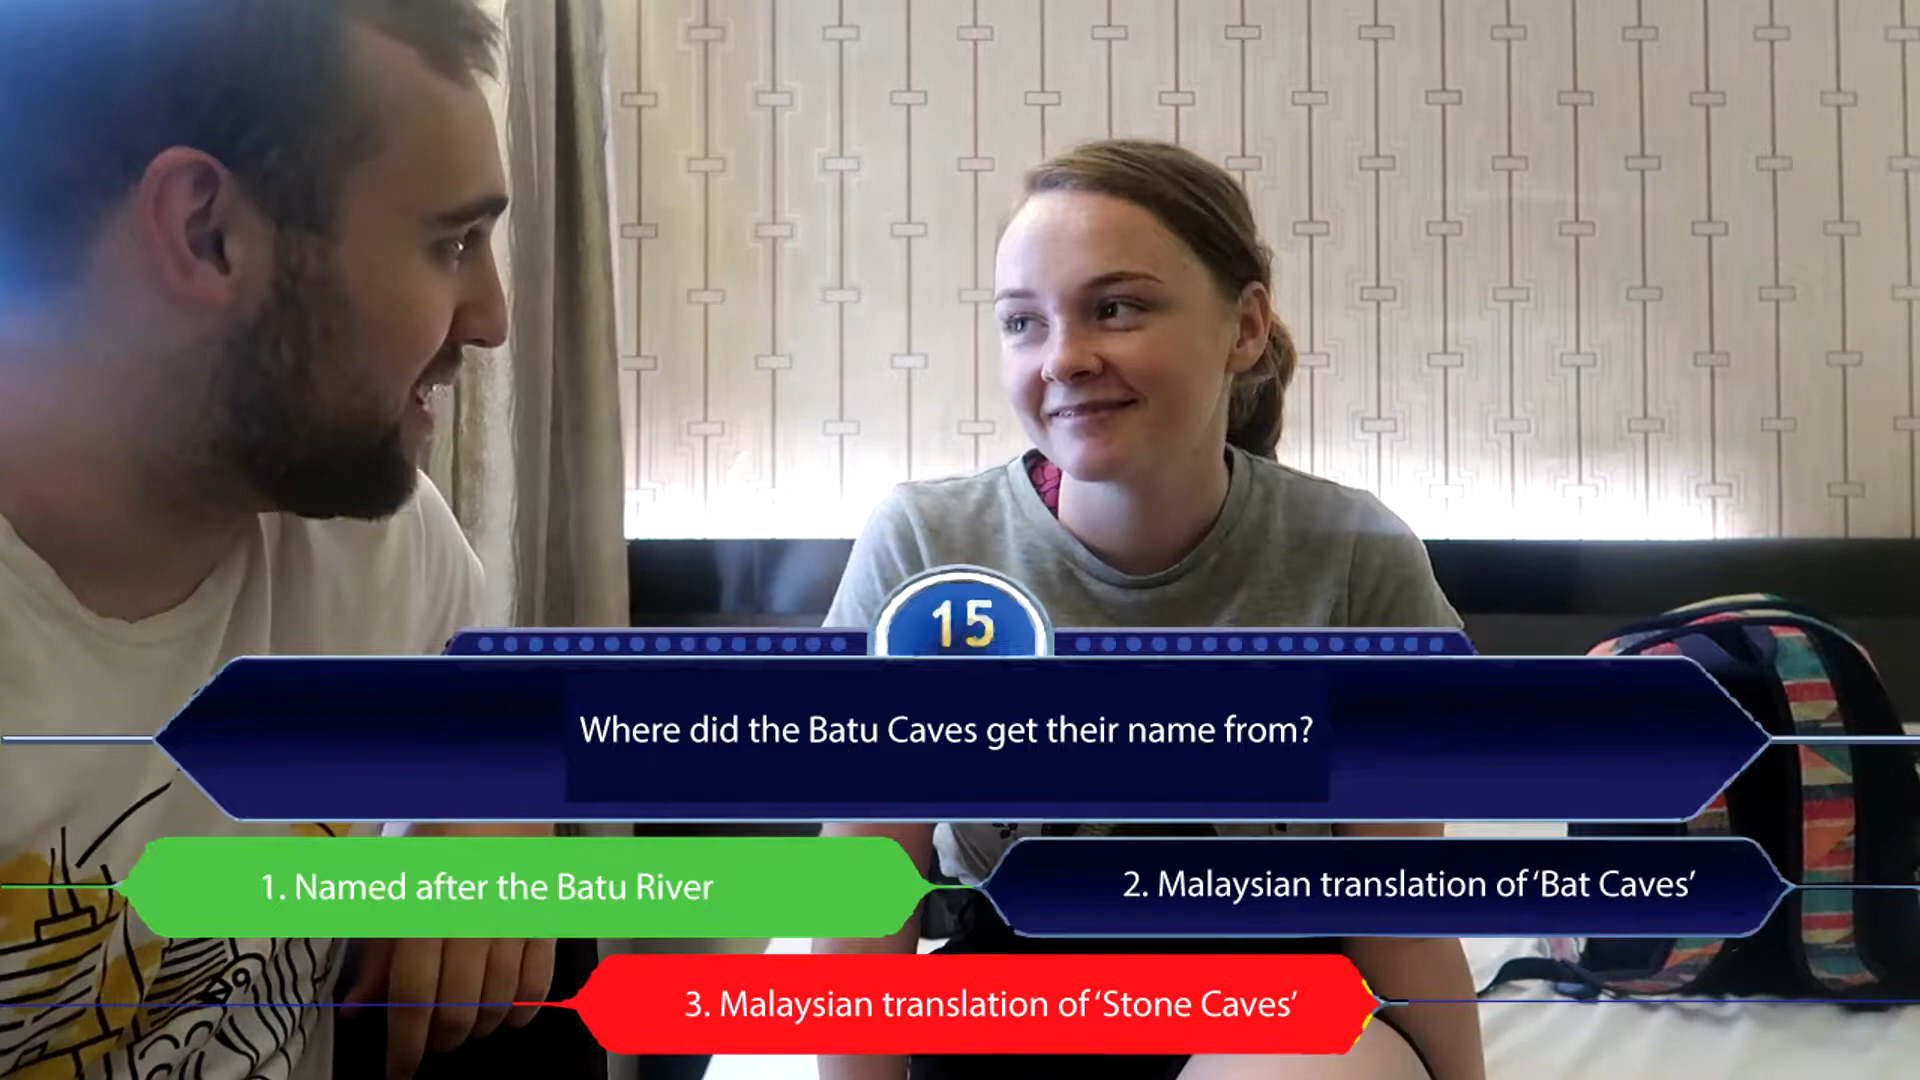 15
Where did the Batu Caves get their name from?
1. Named after the Batu River
2. Malaysian translation of ‘Bat Caves’
3. Malaysian translation of ‘Stone Caves’